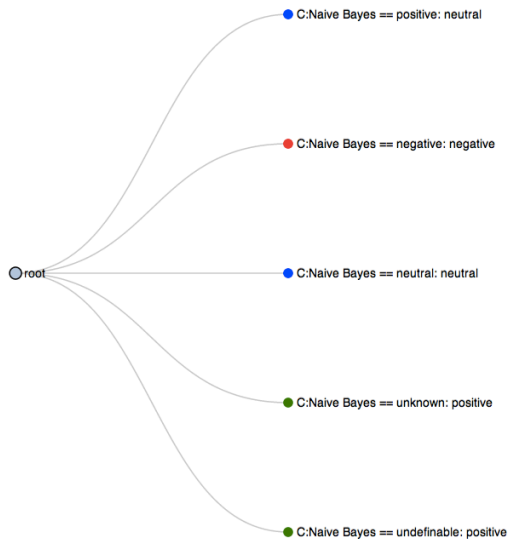 C:Naive Bayes == positive: neutral
C:Naive Bayes == negative: negative
root
C:Naive Bayes == neutral: neutral
C:Naive Bayes == unknown: positive
C:Naive Bayes == undefinable: positive